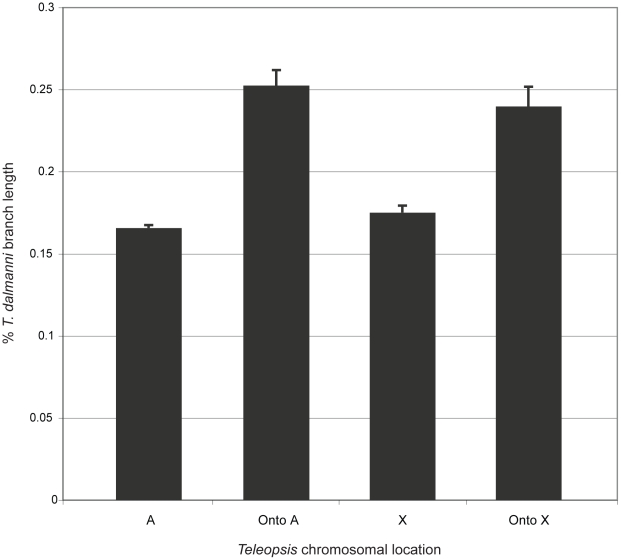 0.3
0.25
0.2
0.15
0.1
0.05
0
% T. dalmanni branch length
A Onto A X Onto X
Teleopsis chromosomal location